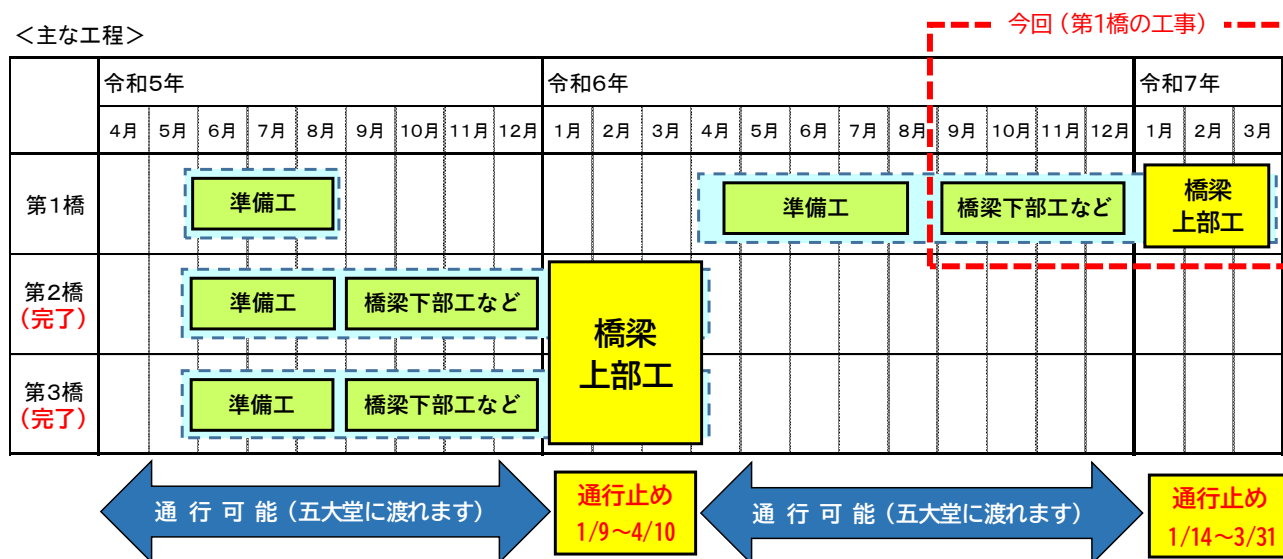 今回（第1橋の工事）
＜主な工程＞
令和5年 令和6年 令和7年
4月 5月 6月 7月 8月 9月 10月 11月 12月 1月 2月 3月 4月 5月 6月 7月 8月 9月 10月 11月 12月 1月 2月 3月
第1橋 準備工 準備工 橋梁下部工など 橋梁
上部工
第2橋
（完了） 準備工 橋梁下部工など
橋梁
上部工
第3橋
（完了） 準備工 橋梁下部工など
通行可能（五大堂に渡れます） 通行止め
1/9～4/10
通行可能（五大堂に渡れます） 通行止め
1/14～3/31